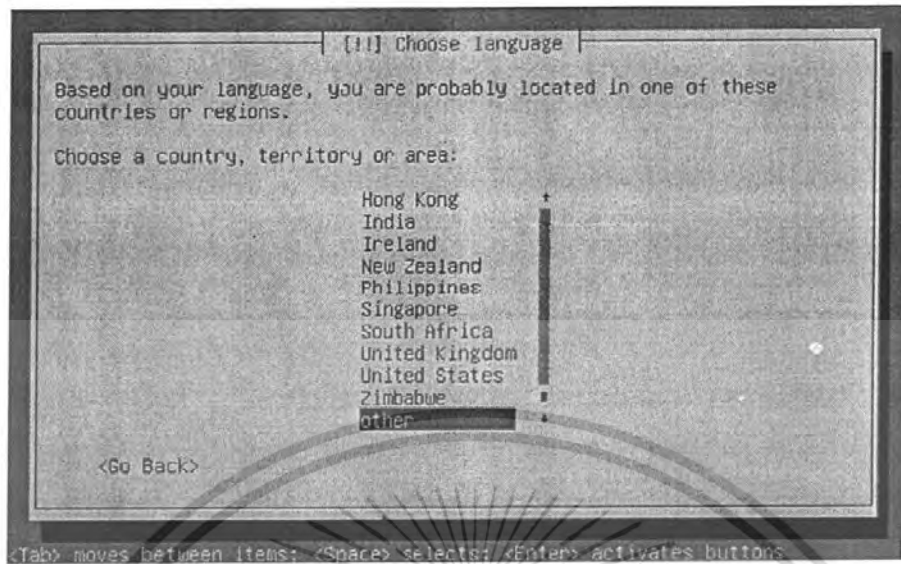 [!!] Choose language
Based on your language, you are probably located in one of these
countries or regions.
Choose a country, territory or area:
Hong Kong
India
Ireland
New Zealand
Philippines
Singapore
South Africa
United Kingdom
United States
Zimbabwe
other
<Go Back>
<Tab> moves between items; <Space> selects; <Enter> activates buttons